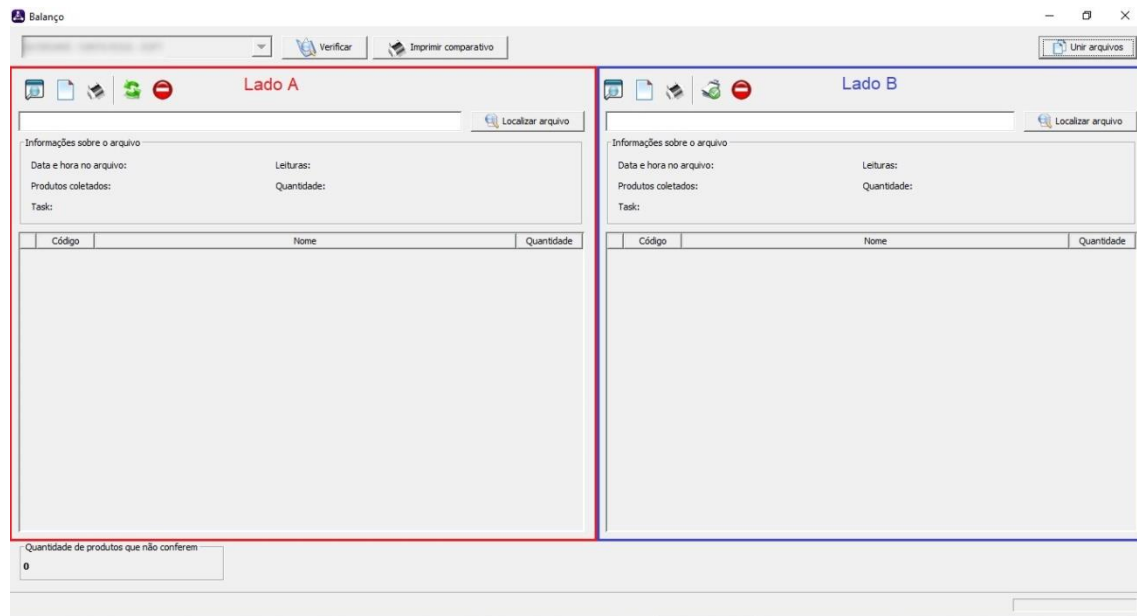 Balanço
Verificar
Imprimir comparativo
Unir arquivos
Lado A
Localizar arquivo
Informações sobre o arquivo
Data e hora no arquivo:
Leituras:
Produtos coletados:
Quantidade:
Task:
Código
Nome
Quantidade
Lado B
Localizar arquivo
Informações sobre o arquivo
Data e hora no arquivo:
Leituras:
Produtos coletados:
Quantidade:
Task:
Código
Nome
Quantidade
Quantidade de produtos que não conferem
0